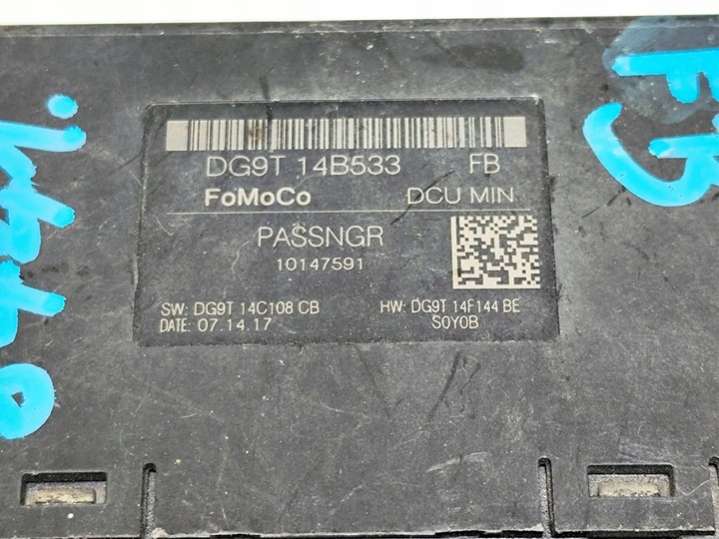 DG9T 14B533 FB
FoMoCo DCU MIN
PASSNGR
10147591
SW: DG9T 14C108 CB HW: DG9T 14F144 BE
DATE: 07.14.17 S0Y0B